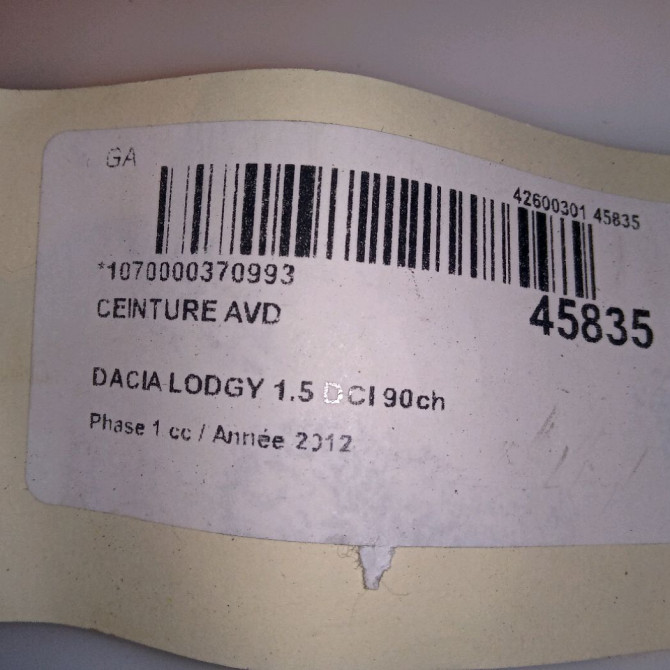 GA
42600301 45835
*1070000370993
45835
CEINTURE AVD
DACIA LODGY 1.5 DCI 90ch
Phase 1 cc / Année 2012